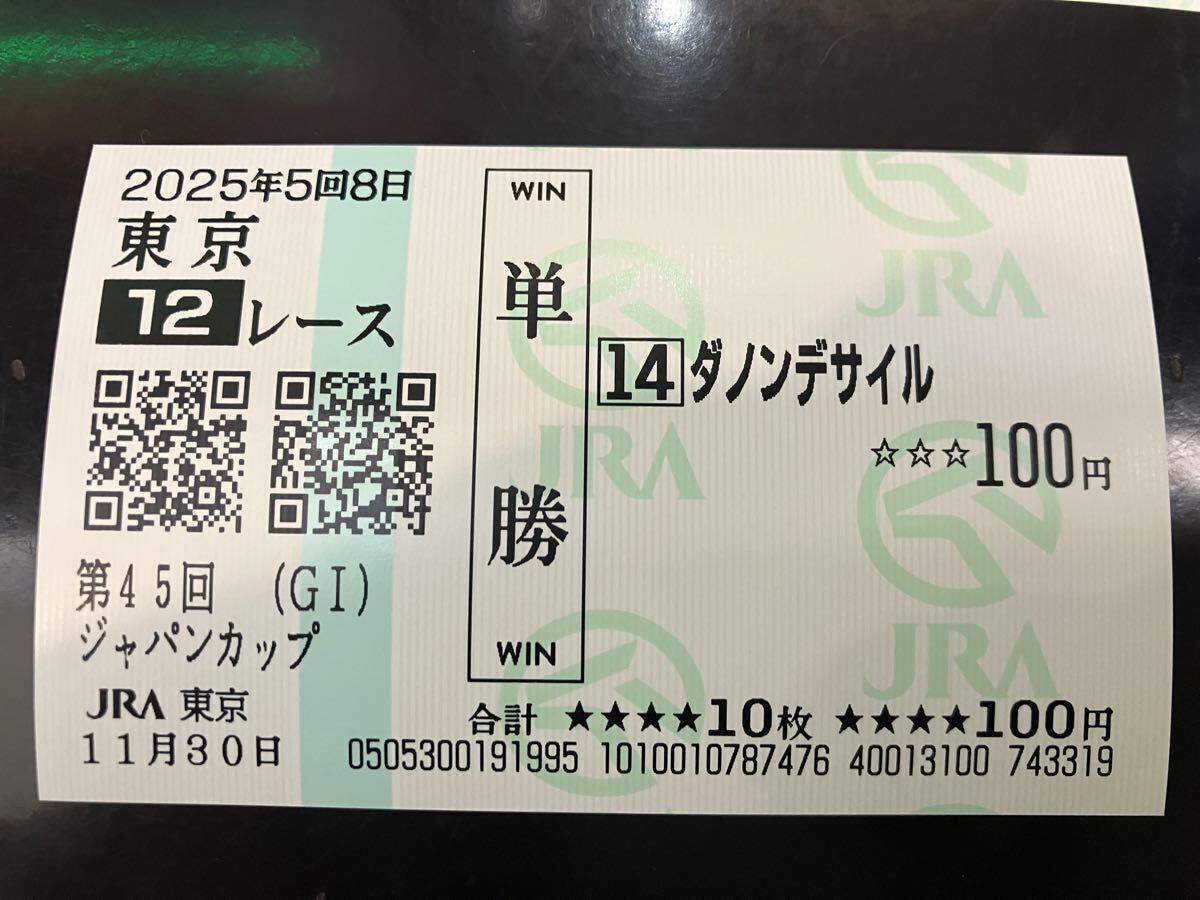 2025年5回8日
東京
12レース
第45回 (GI)
ジャパンカップ
JRA 東京
11月30日
WIN
単勝
WIN
14ダノンデサイル
☆☆☆100円
合計 ★★★★10枚 ★★★★100円
0505300191995 1010010787476 40013100 743319
JRA
JRA
JRA